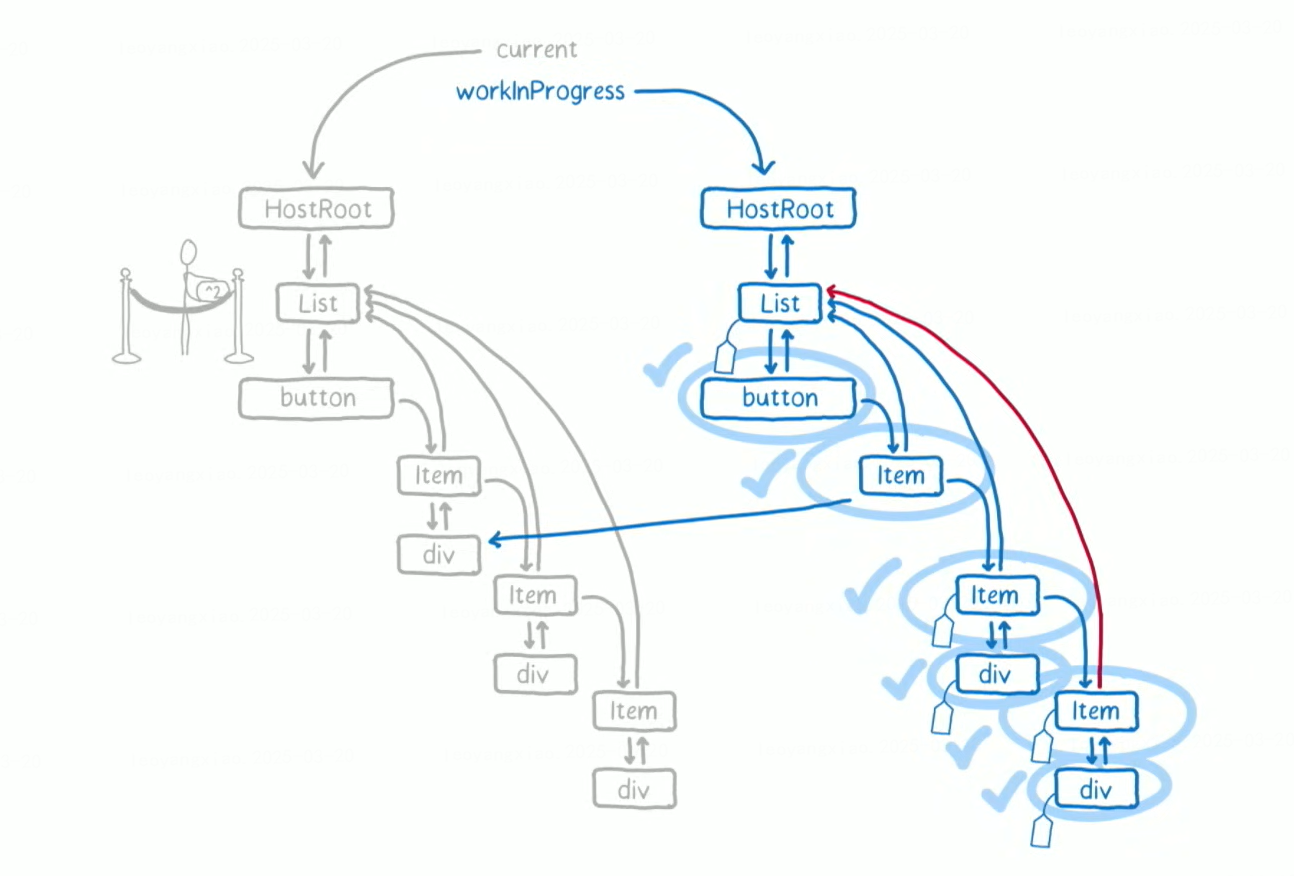 current
workInProgress
HostRoot
HostRoot
^2
List
List
button
button
Item
Item
div
Item
Item
div
div
Item
Item
div
div